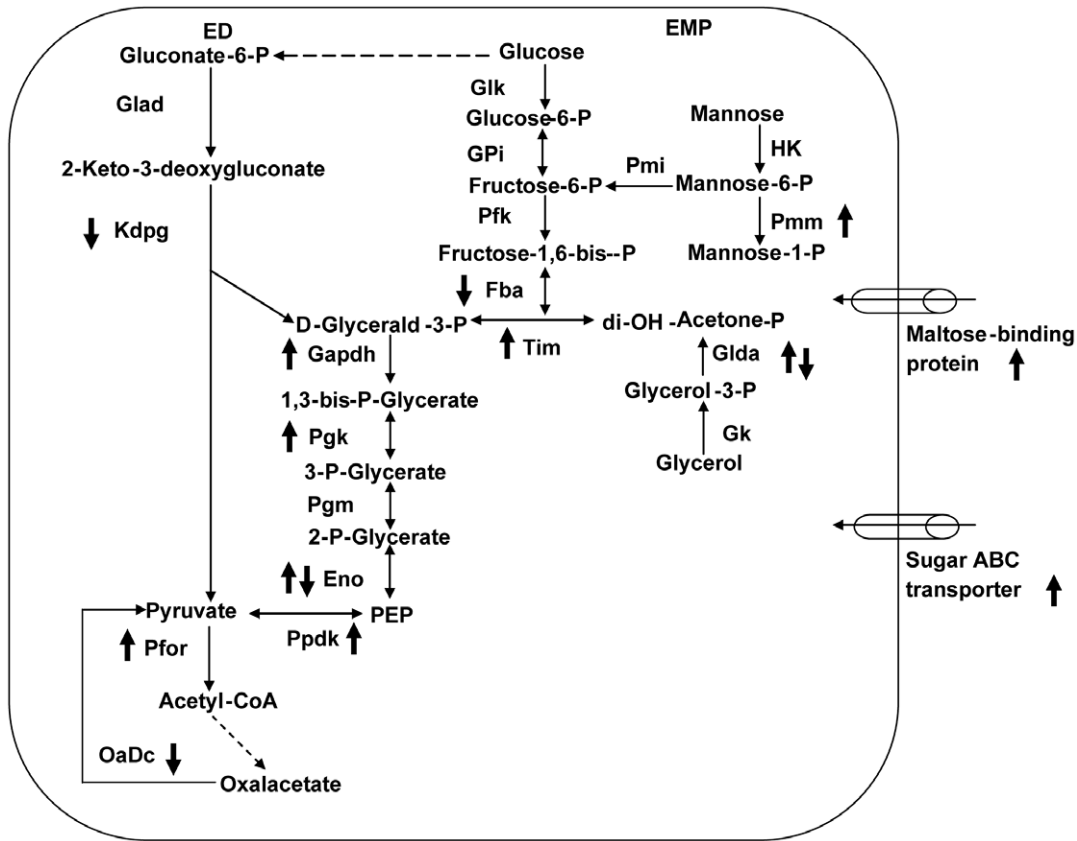 ED
EMP
Gluconate-6-P
Glucose
Glk
Glad
Glucose-6-P
Mannose
GPi
HK
2-Keto-3-deoxygluconate
Pmi
Fructose-6-P
Mannose-6-P
Pfk
Pmm
Kdpg
Fructose-1,6-bis--P
Mannose-1-P
Fba
D-Glycerald-3-P
di-OH-Acetone-P
Maltose-binding
protein
Gapdh
Tim
Glda
1,3-bis-P-Glycerate
Glycerol-3-P
Pgk
Gk
3-P-Glycerate
Glycerol
Pgm
2-P-Glycerate
Sugar ABC
transporter
Eno
Pyruvate
PEP
Ppdk
Pfor
Acetyl-CoA
OaDc
Oxalacetate